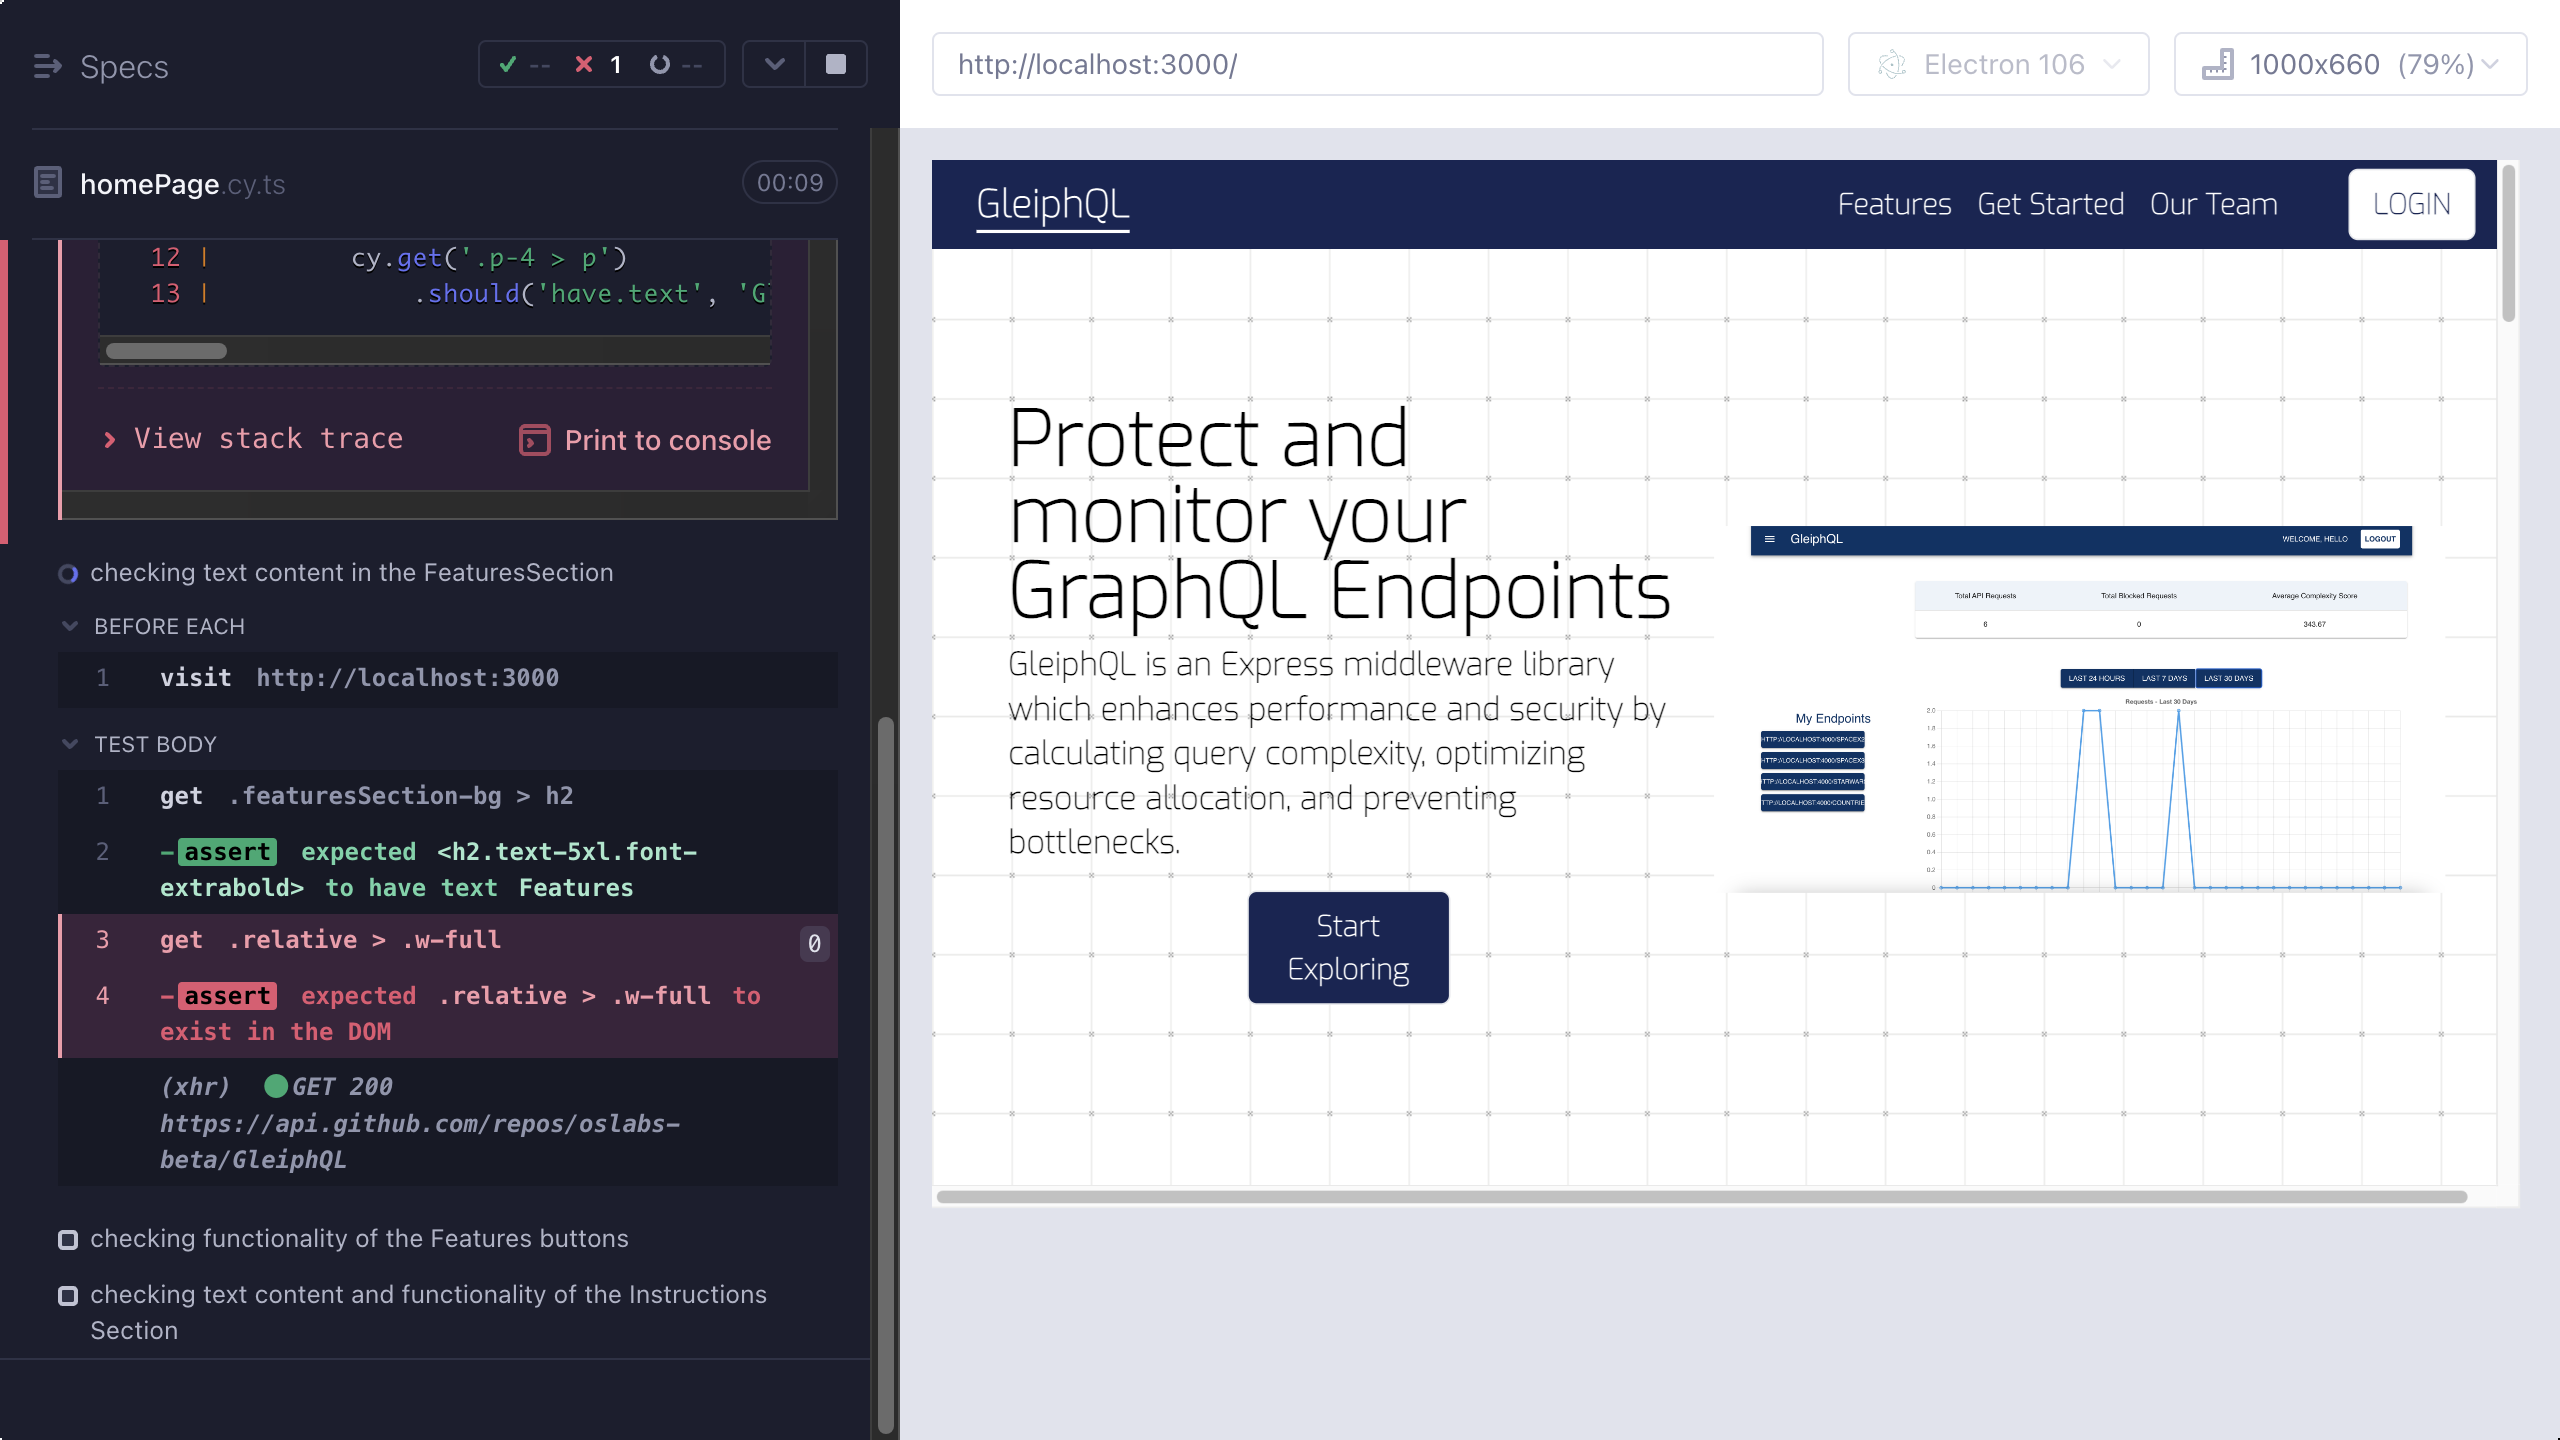 Specs
-- 1 --
homePage.cy.ts
00:09
12 | cy.get('.p-4 > p')
13 | .should('have.text', 'G
View stack trace
Print to console
checking text content in the FeaturesSection
BEFORE EACH
1 visit http://localhost:3000
TEST BODY
1 get .featuresSection-bg > h2
2 -assert expected <h2.text-5xl.font-
extrabold> to have text Features
3 get .relative > .w-full 0
4 -assert expected .relative > .w-full to
exist in the DOM
(xhr) GET 200
https://api.github.com/repos/oslabs-
beta/GleiphQL
checking functionality of the Features buttons
checking text content and functionality of the Instructions
Section
http://localhost:3000/
Electron 106
1000x660 (79%)
GleiphQL
Features Get Started Our Team
LOGIN
Protect and
monitor your
GraphQL Endpoints
GleiphQL is an Express middleware library
which enhances performance and security by
calculating query complexity, optimizing
resource allocation, and preventing
bottlenecks.
Start
Exploring
GleiphQL
WELCOME, HELLO
LOGOUT
Total API Requests Total Blocked Requests Average Complexity Score
6 0 343.67
LAST 24 HOURS LAST 7 DAYS LAST 30 DAYS
Requests - Last 30 Days
My Endpoints
HTTP://LOCALHOST:4000/SPACEX2
HTTP://LOCALHOST:4000/SPACEX3
TTP://LOCALHOST:4000/STARWAR
TTP://LOCALHOST:4000/COUNTRIE
2.0
1.8
1.6
1.4
1.2
1.0
0.8
0.6
0.4
0.2
0